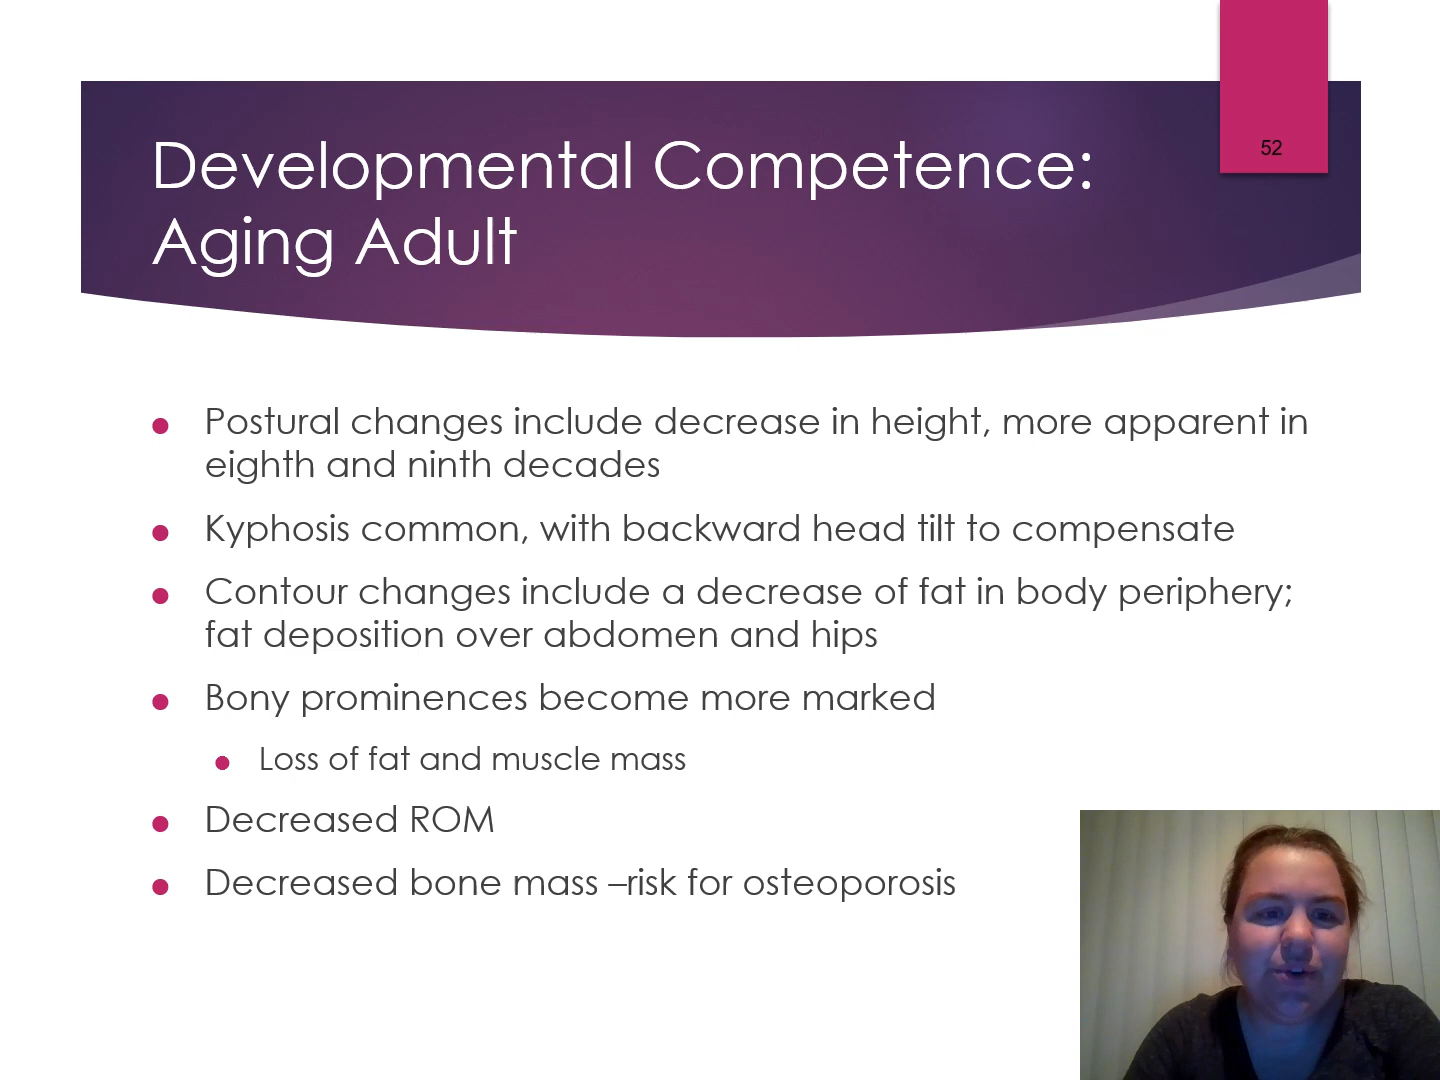 52
Developmental Competence:
Aging Adult
● Postural changes include decrease in height, more apparent in
eighth and ninth decades
● Kyphosis common, with backward head tilt to compensate
● Contour changes include a decrease of fat in body periphery;
fat deposition over abdomen and hips
● Bony prominences become more marked
● Loss of fat and muscle mass
● Decreased ROM
● Decreased bone mass –risk for osteoporosis